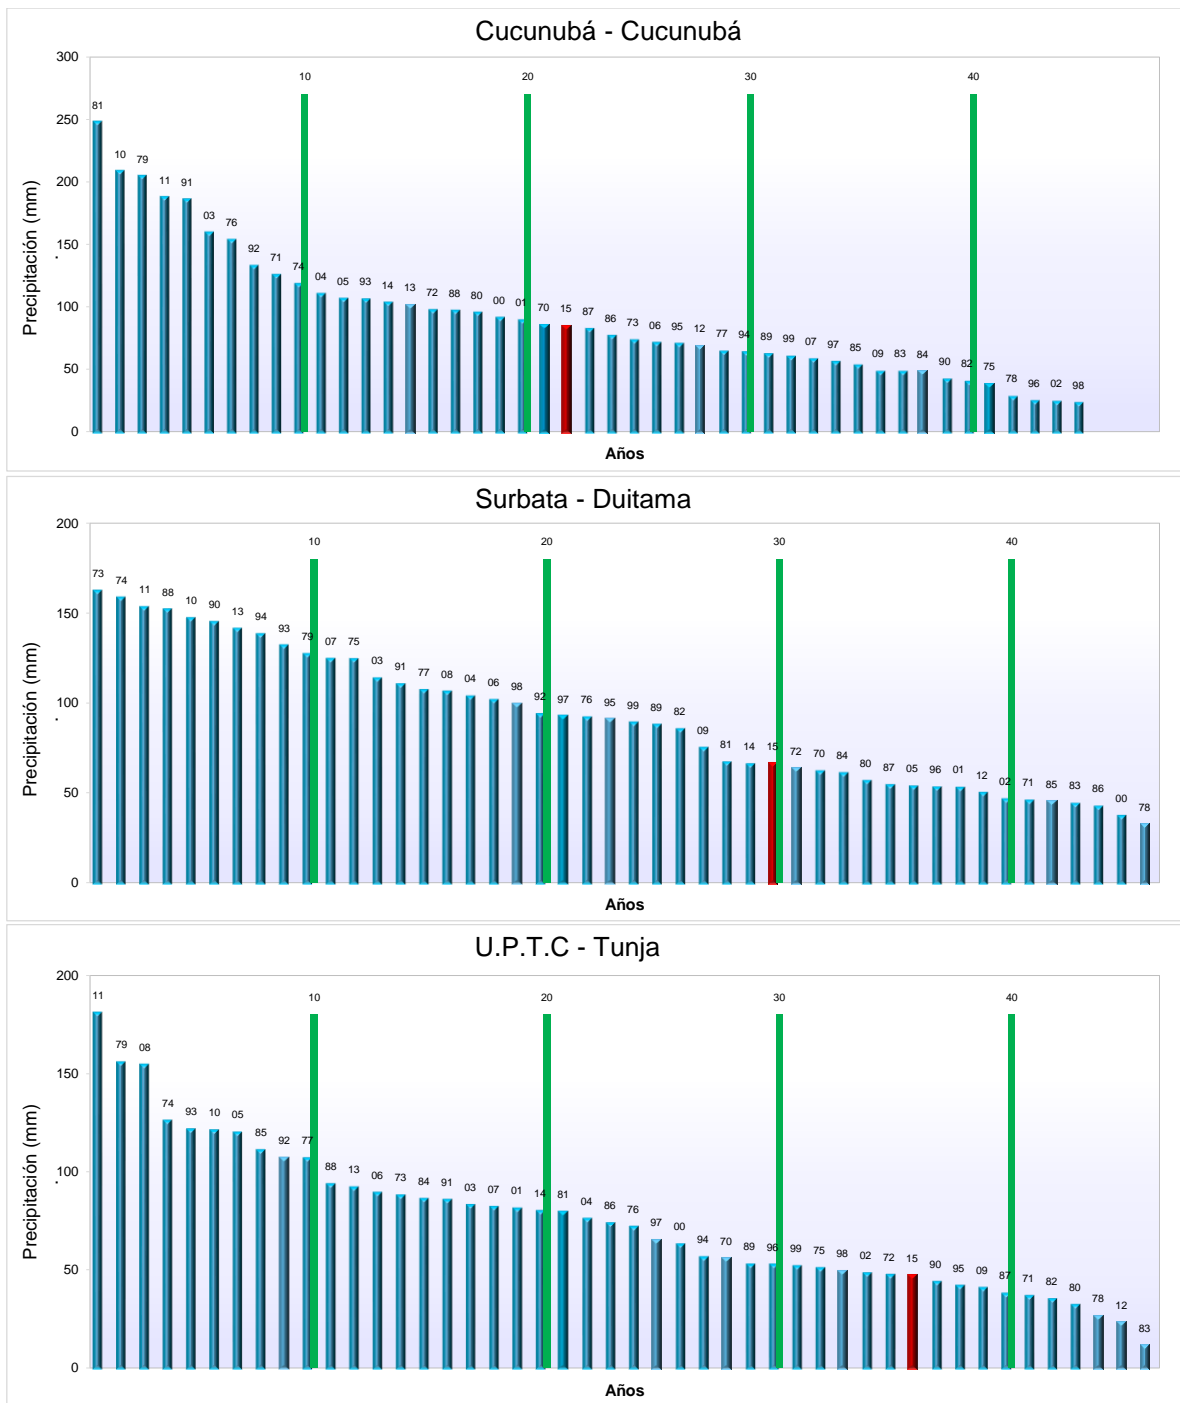 Cucunubá - Cucunubá
300
250
200
150
100
50
0
Precipitación (mm)
.
10 20 30 40
81 10 79 11 91 03 76 92 71 74 04 05 93 14 13 72 88 80 00 01 70 15 87 86 73 06 95 12 77 94 89 99 07 97 85 09 83 84 90 82 75 78 96 02 98
Años
Surbata - Duitama
200
150
100
50
0
Precipitación (mm)
.
10 20 30 40
73 74 11 88 10 90 13 94 93 79 07 75 03 91 77 08 04 06 98 92 97 76 95 99 89 82 09 81 14 15 72 70 84 80 87 05 96 01 12 02 71 85 83 86 00 78
Años
U.P.T.C - Tunja
200
150
100
50
0
Precipitación (mm)
.
10 20 30 40
11 79 08 74 93 10 05 85 92 77 88 13 06 73 84 91 03 07 01 14 81 04 86 76 97 00 94 70 89 96 99 75 98 02 72 15 90 95 09 87 71 82 80 78 12 83
Años